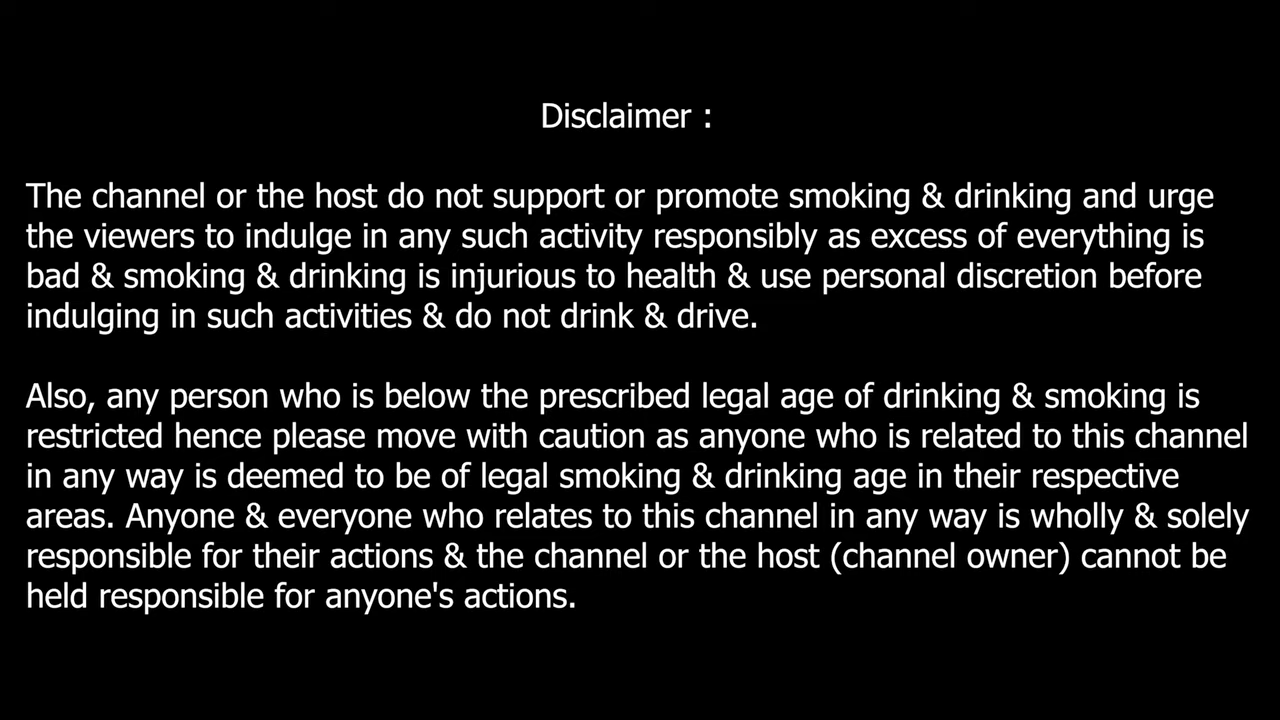 Disclaimer :
The channel or the host do not support or promote smoking & drinking and urge
the viewers to indulge in any such activity responsibly as excess of everything is
bad & smoking & drinking is injurious to health & use personal discretion before
indulging in such activities & do not drink & drive.
Also, any person who is below the prescribed legal age of drinking & smoking is
restricted hence please move with caution as anyone who is related to this channel
in any way is deemed to be of legal smoking & drinking age in their respective
areas. Anyone & everyone who relates to this channel in any way is wholly & solely
responsible for their actions & the channel or the host (channel owner) cannot be
held responsible for anyone's actions.